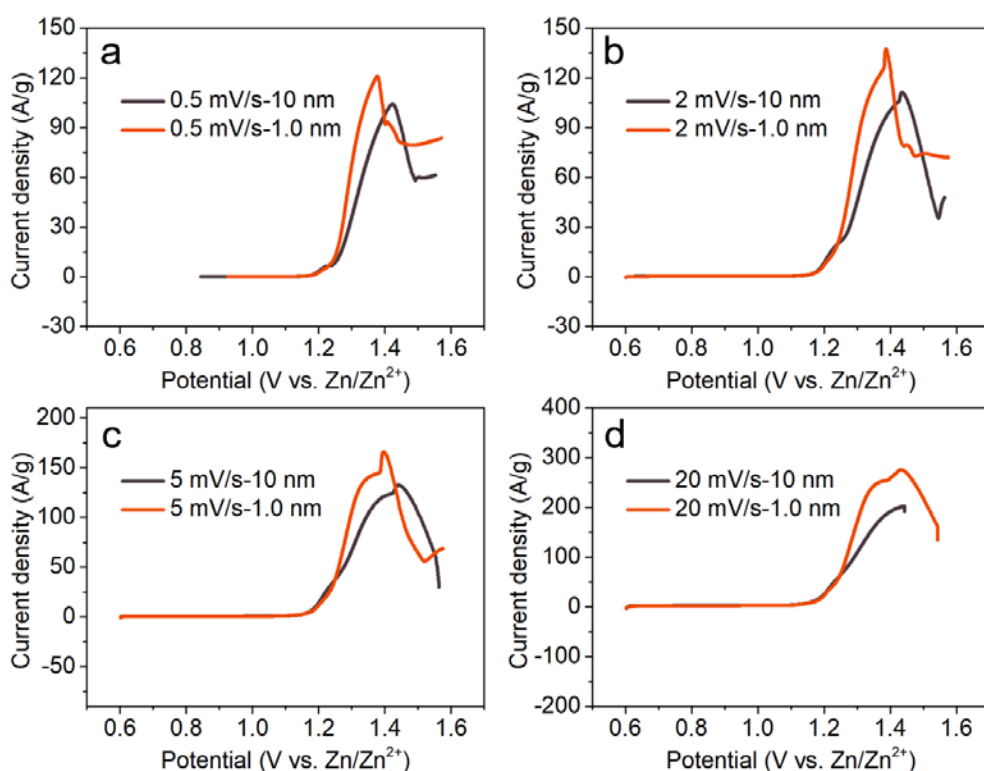 a
150
120
90
60
30
0
-30
Current density (A/g)
0.5 mV/s-10 nm
0.5 mV/s-1.0 nm
0.6 0.8 1.0 1.2 1.4 1.6
Potential (V vs. Zn/Zn²⁺)
b
150
120
90
60
30
0
-30
Current density (A/g)
2 mV/s-10 nm
2 mV/s-1.0 nm
0.6 0.8 1.0 1.2 1.4 1.6
Potential (V vs. Zn/Zn²⁺)
c
200
150
100
50
0
-50
Current density (A/g)
5 mV/s-10 nm
5 mV/s-1.0 nm
0.6 0.8 1.0 1.2 1.4 1.6
Potential (V vs. Zn/Zn²⁺)
d
400
300
200
100
0
-100
-200
Current density (A/g)
20 mV/s-10 nm
20 mV/s-1.0 nm
0.6 0.8 1.0 1.2 1.4 1.6
Potential (V vs. Zn/Zn²⁺)